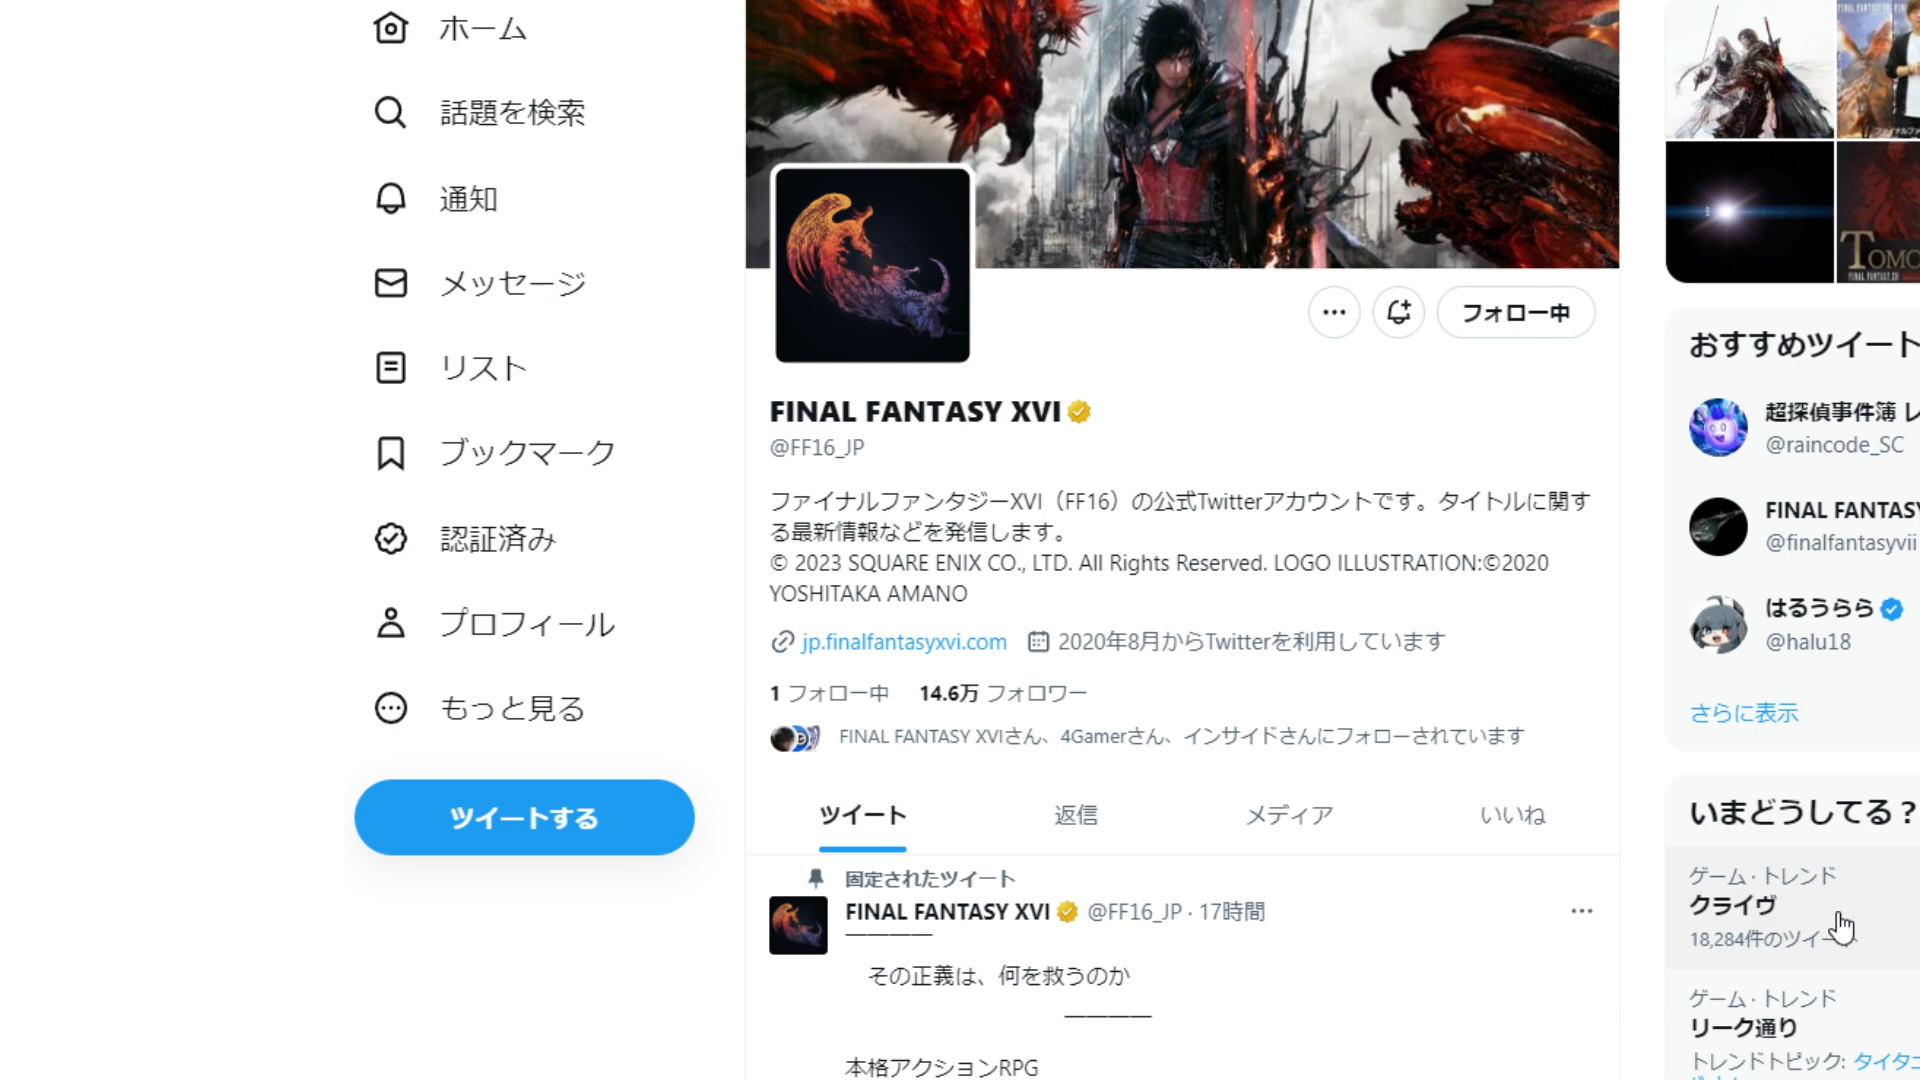 ホーム
話題を検索
通知
メッセージ
リスト
ブックマーク
認証済み
プロフィール
もっと見る
ツイートする
フォロー中
FINAL FANTASY XVI
@FF16_JP
ファイナルファンタジーXVI（FF16）の公式Twitterアカウントです。タイトルに関す
る最新情報などを発信します。
© 2023 SQUARE ENIX CO., LTD. All Rights Reserved. LOGO ILLUSTRATION:©2020
YOSHITAKA AMANO
jp.finalfantasyxvi.com 2020年8月からTwitterを利用しています
1 フォロー中 14.6万 フォロワー
FINAL FANTASY XVIさん、4Gamerさん、インサイドさんにフォローされています
ツイート 返信 メディア いいね
固定されたツイート
FINAL FANTASY XVI @FF16_JP · 17時間
その正義は、何を救うのか
本格アクションRPG
TOMO
おすすめツイート
超探偵事件簿 レ
@raincode_SC
FINAL FANTASY
@finalfantasyvii
はるうらら
@halu18
さらに表示
いまどうしてる？
ゲーム · トレンド
クライヴ
18,284件のツイー
ゲーム · トレンド
リーク通り
トレンドトピック: タイタニ